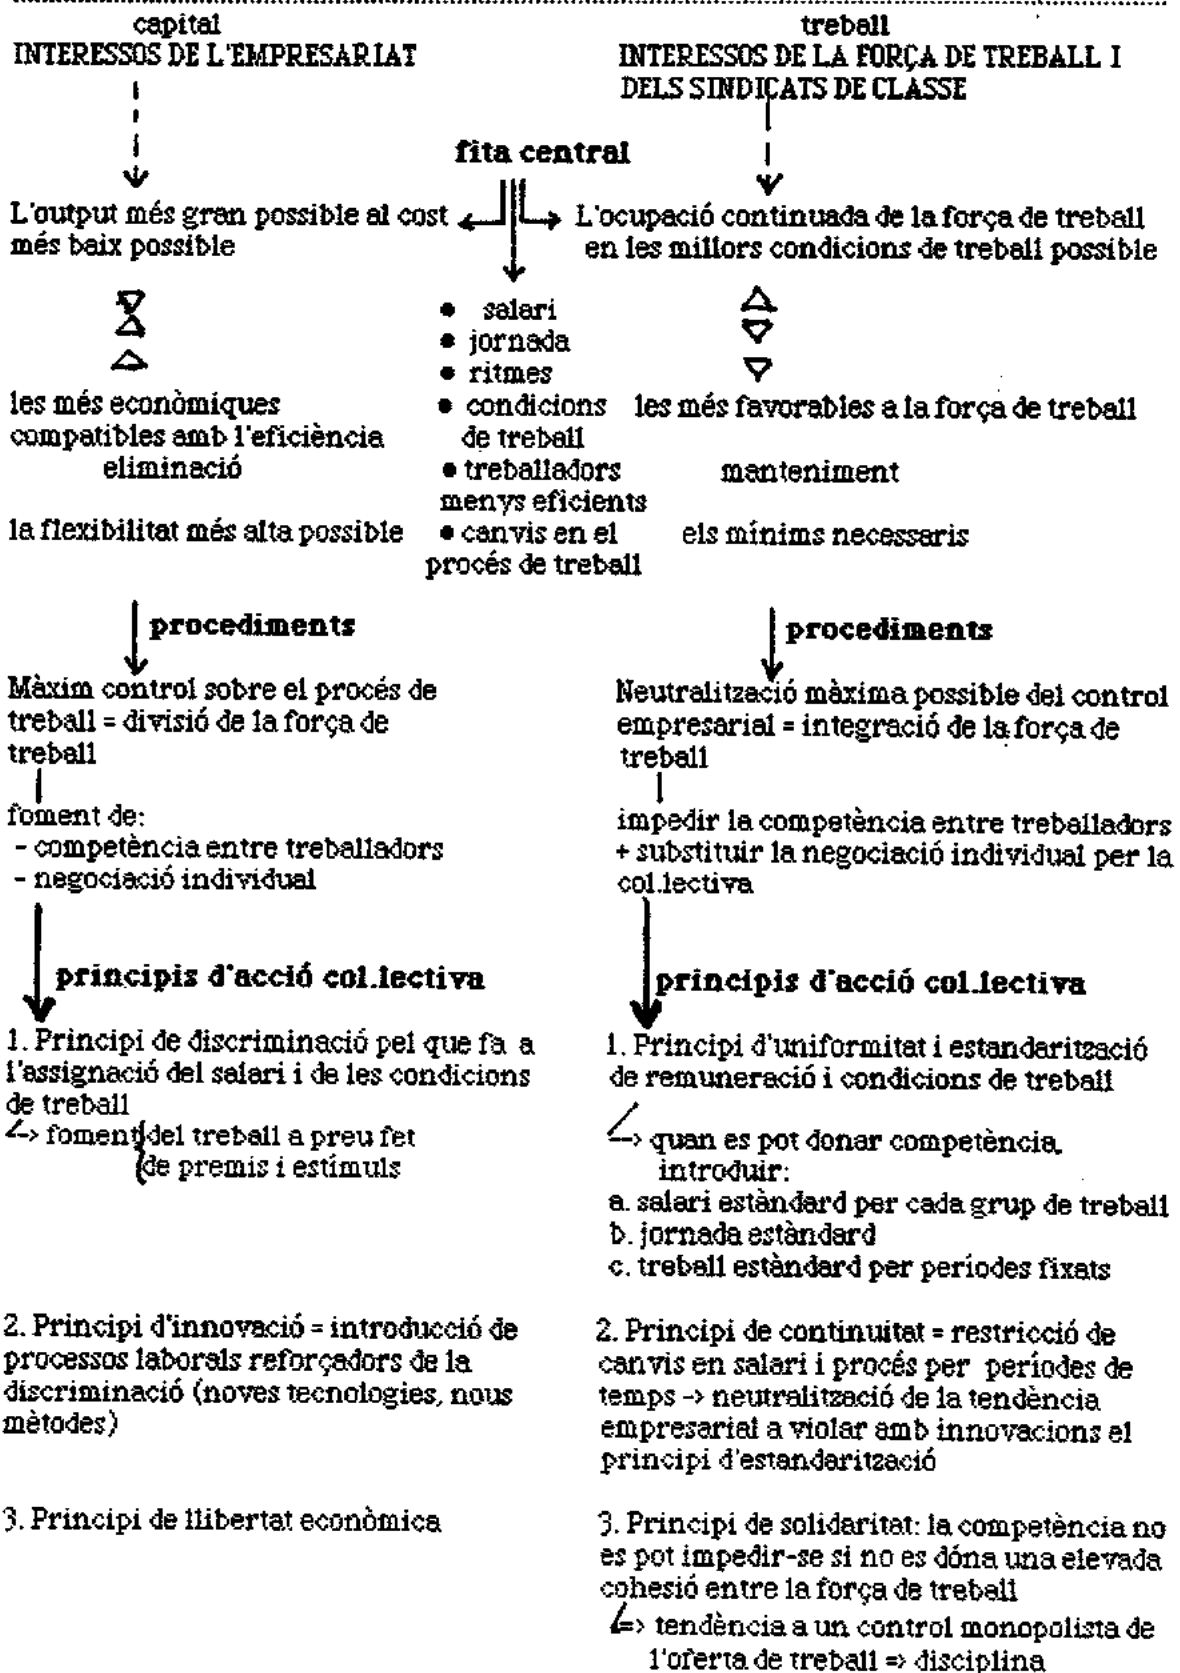 capital
INTERESSOS DE L'EMPRESARIAT
treball
INTERESSOS DE LA FORÇA DE TREBALL I
DELS SINDICATS DE CLASSE
fita central
L'output més gran possible al cost
més baix possible
L'ocupació continuada de la força de treball
en les millors condicions de treball possible
• salari
• jornada
• ritmes
les més econòmiques
compatibles amb l'eficiència
• condicions
de treball
les més favorables a la força de treball
eliminació
• treballadors
menys eficients
manteniment
la flexibilitat més alta possible
• canvis en el
procés de treball
els mínims necessaris
procediments
Màxim control sobre el procés de
treball = divisió de la força de
treball
foment de:
- competència entre treballadors
- negociació individual
principis d'acció col.lectiva
1. Principi de discriminació pel que fa a
l'assignació del salari i de les condicions
de treball
-> foment del treball a preu fet
de premis i estímuls
2. Principi d'innovació = introducció de
processos laborals reforçadors de la
discriminació (noves tecnologies, nous
mètodes)
3. Principi de llibertat econòmica
procediments
Neutralització màxima possible del control
empresarial = integració de la força de
treball
impedir la competència entre treballadors
+ substituir la negociació individual per la
col.lectiva
principis d'acció col.lectiva
1. Principi d'uniformitat i estandarització
de remuneració i condicions de treball
--> quan es pot donar competència,
introduir:
a. salari estàndard per cada grup de treball
b. jornada estàndard
c. treball estàndard per períodes fixats
2. Principi de continuitat = restricció de
canvis en salari i procés per períodes de
temps -> neutralització de la tendència
empresarial a violar amb innovacions el
principi d'estandarització
3. Principi de solidaritat: la competència no
es pot impedir-se si no es dóna una elevada
cohesió entre la força de treball
=> tendència a un control monopolista de
l'oferta de treball => disciplina